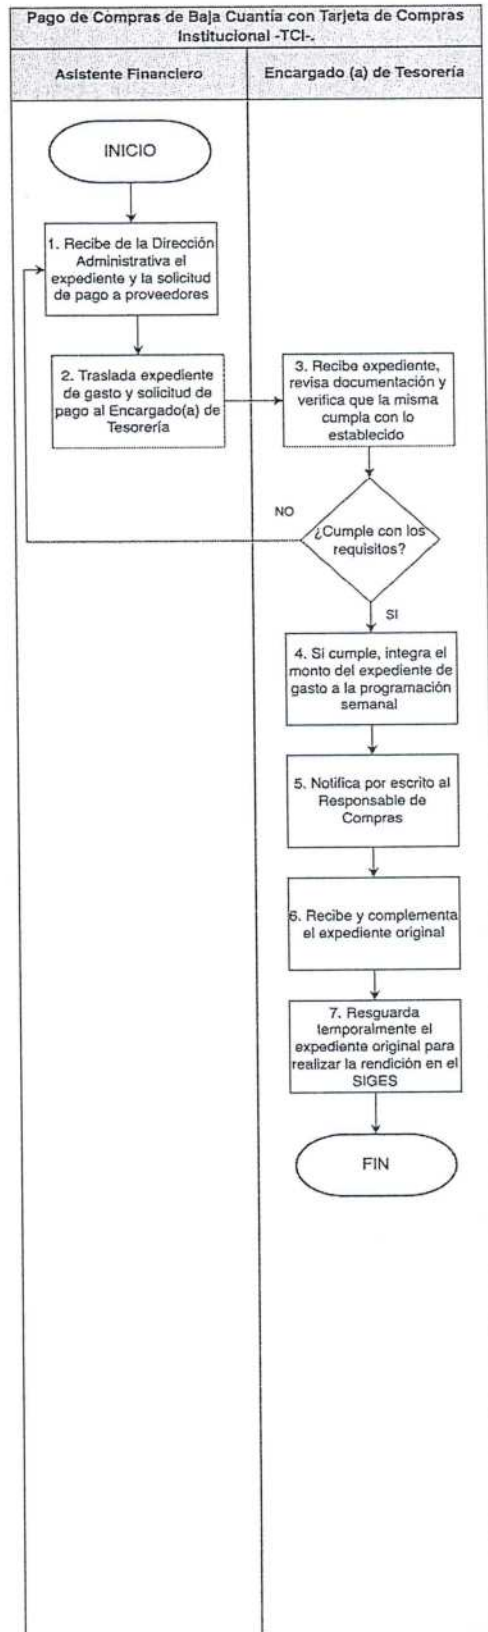 Pago de Compras de Baja Cuantía con Tarjeta de Compras
Institucional -TCI-.
Asistente Financiero
Encargado (a) de Tesorería
INICIO
1. Recibe de la Dirección
Administrativa el
expediente y la solicitud
de pago a proveedores
2. Traslada expediente
de gasto y solicitud de
pago al Encargado(a) de
Tesorería
3. Recibe expediente,
revisa documentación y
verifica que la misma
cumpla con lo
establecido
NO
¿Cumple con los
requisitos?
SI
4. Si cumple, integra el
monto del expediente de
gasto a la programación
semanal
5. Notifica por escrito al
Responsable de
Compras
6. Recibe y complementa
el expediente original
7. Resguarda
temporalmente el
expediente original para
realizar la rendición en el
SIGES
FIN